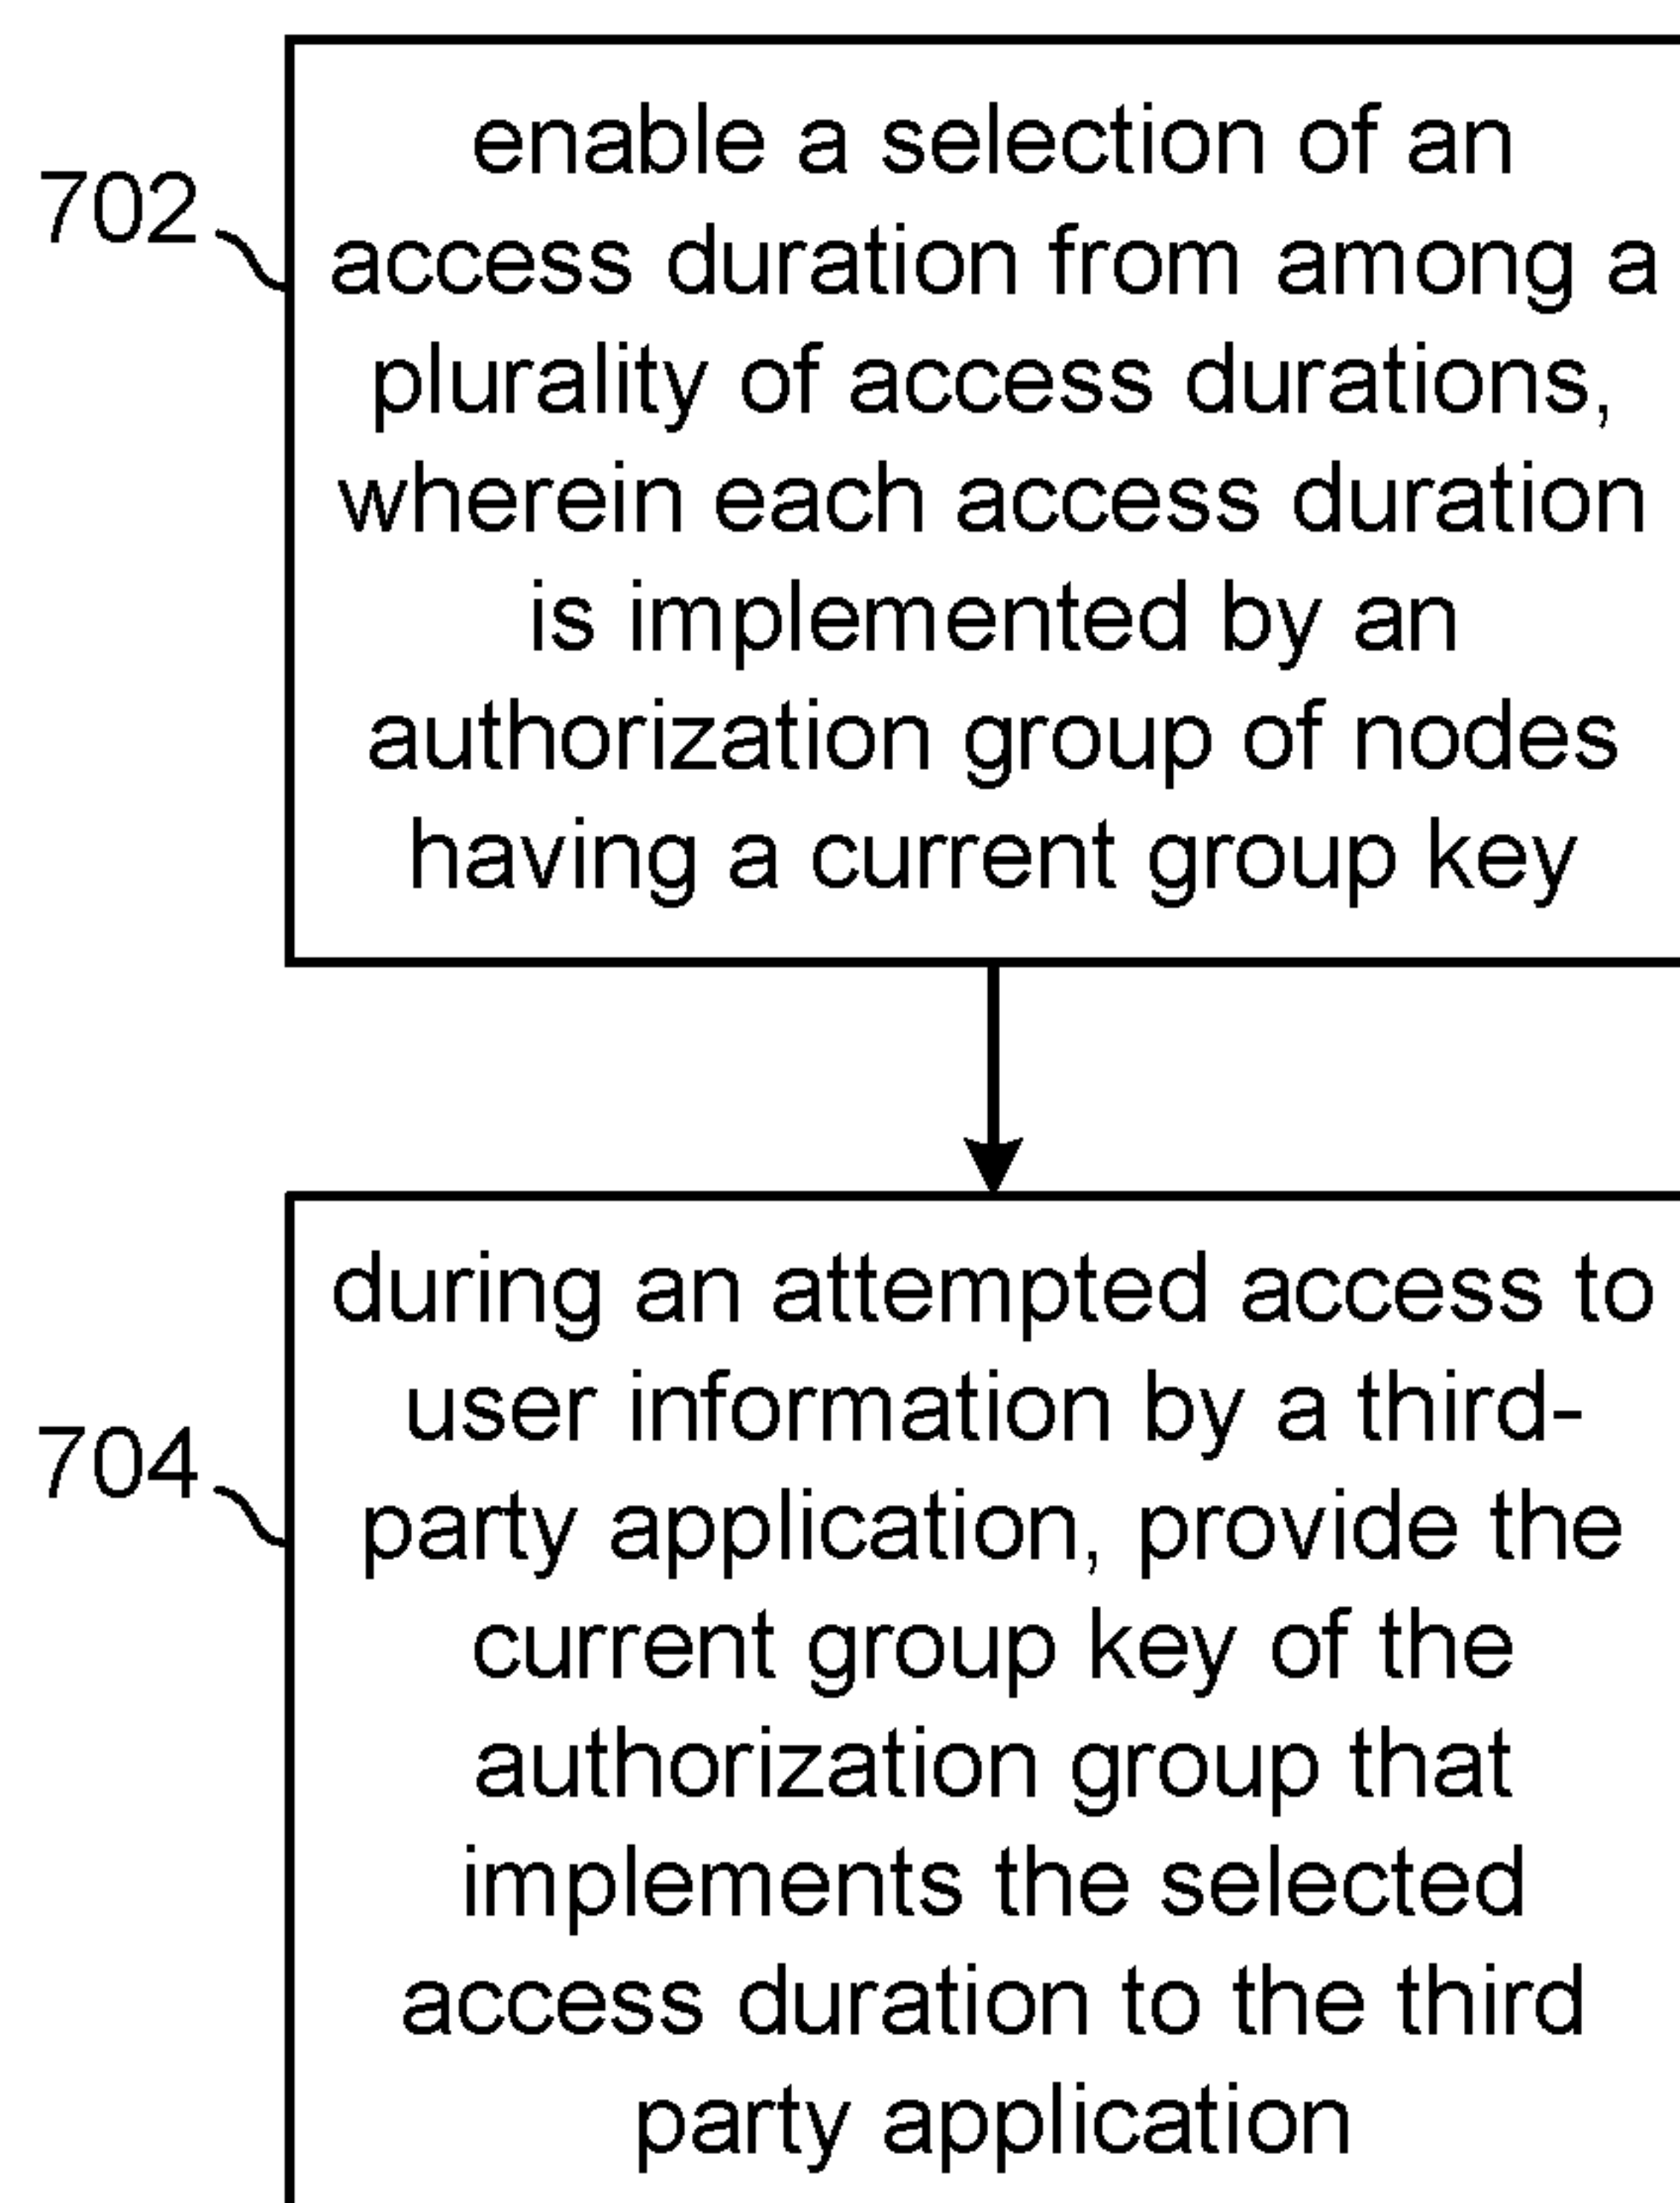 702
enable a selection of an
access duration from among a
plurality of access durations,
wherein each access duration
is implemented by an
authorization group of nodes
having a current group key
704
during an attempted access to
user information by a third-
party application, provide the
current group key of the
authorization group that
implements the selected
access duration to the third
party application